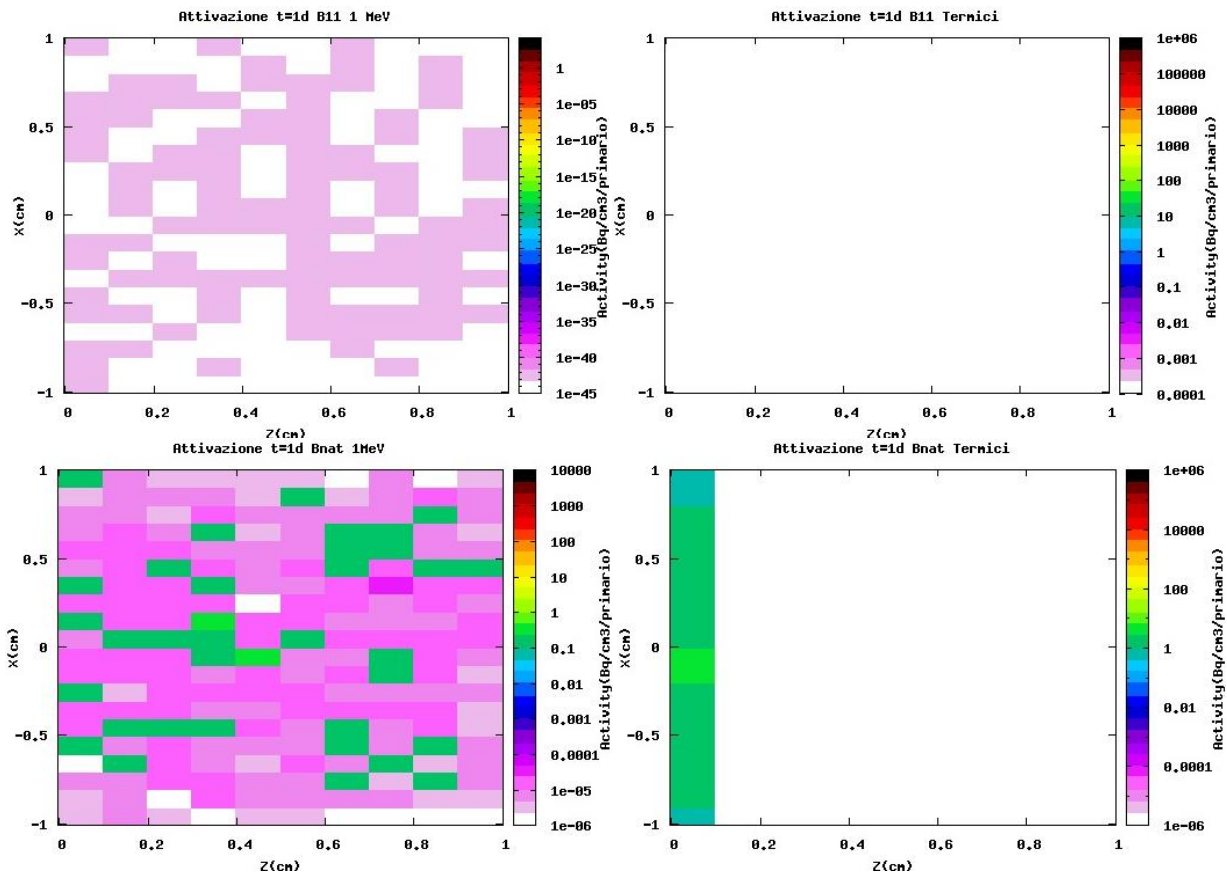 Attivazione t=1d B11 1 MeV
1
0.5
0
-0.5
-1
X(cm)
0 0.2 0.4 0.6 0.8 1
Z(cm)
1
1e-05
1e-10
1e-15
1e-20
1e-25
1e-30
1e-35
1e-40
1e-45
Activity(Bq/cm3/primario)
Attivazione t=1d B11 Termici
1
0.5
0
-0.5
-1
X(cm)
0 0.2 0.4 0.6 0.8 1
Z(cm)
1e+06
100000
10000
1000
100
10
1
0.1
0.01
0.001
0.0001
Activity(Bq/cm3/primario)
Attivazione t=1d Bnat 1MeV
1
0.5
0
-0.5
-1
X(cm)
0 0.2 0.4 0.6 0.8 1
Z(cm)
10000
1000
100
10
1
0.1
0.01
0.001
0.0001
1e-05
1e-06
Activity(Bq/cm3/primario)
Attivazione t=1d Bnat Termici
1
0.5
0
-0.5
-1
X(cm)
0 0.2 0.4 0.6 0.8 1
Z(cm)
1e+06
10000
100
1
0.01
0.0001
1e-06
Activity(Bq/cm3/primario)